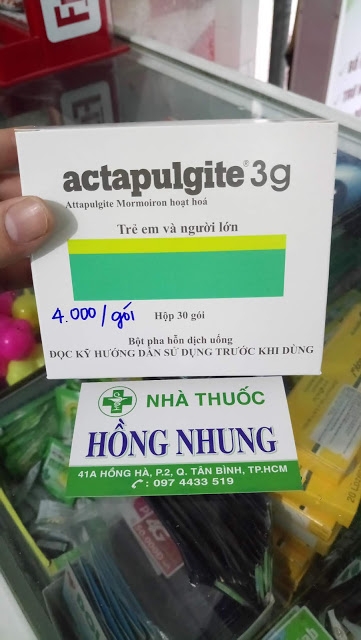 actapulgite® 3g
Attapulgite Mormoiron hoạt hoá
Trẻ em và người lớn
4.000/gói
Hộp 30 gói
Bột pha hỗn dịch uống
ĐỌC KỸ HƯỚNG DẪN SỬ DỤNG TRƯỚC KHI DÙNG
NHÀ THUỐC
HỒNG NHUNG
41A HỒNG HÀ, P.2, Q. TÂN BÌNH, TP.HCM
: 097 4433 519